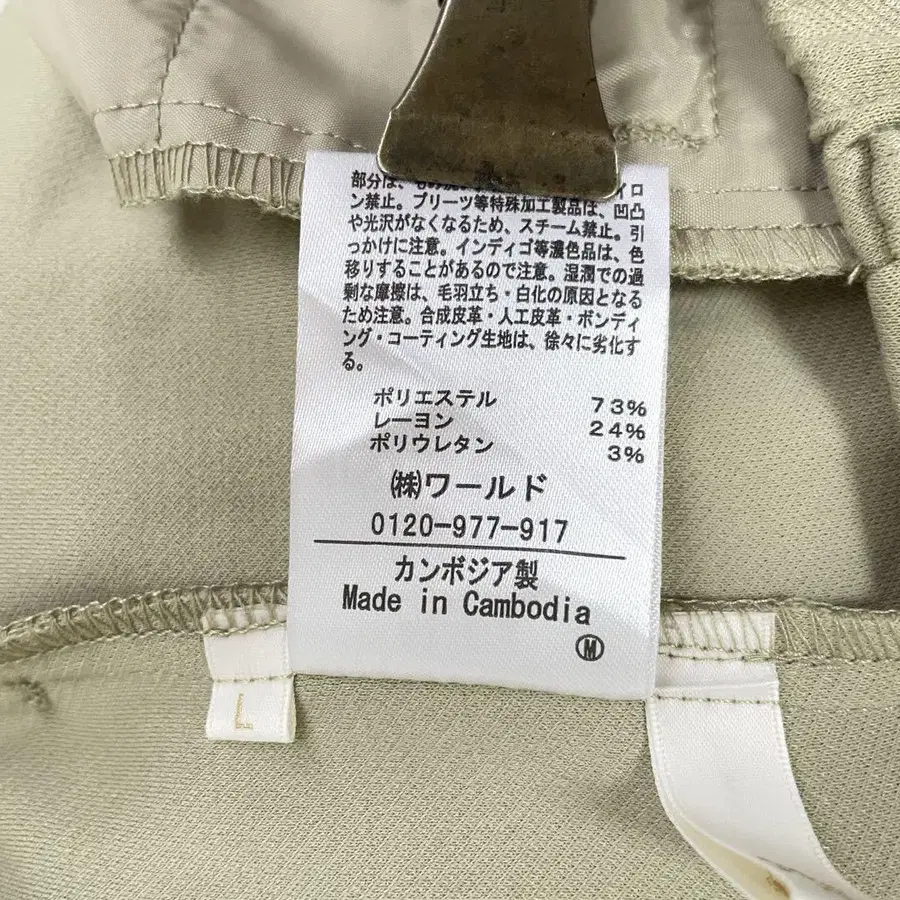 部分は、もみ洗い
イロ
ン禁止。プリーツ等特殊加工製品は、凹凸
や光沢がなくなるため、スチーム禁止。引
っかけに注意。インディゴ等濃色品は、色
移りすることがあるので注意。湿潤での過
剰な摩擦は、毛羽立ち・白化の原因となる
ため注意。合成皮革・人工皮革・ボンディ
ング・コーティング生地は、徐々に劣化す
る。
ポリエステル 73%
レーヨン 24%
ポリウレタン 3%
㈱ワールド
0120-977-917
カンボジア製
Made in Cambodia
Ⓜ
L